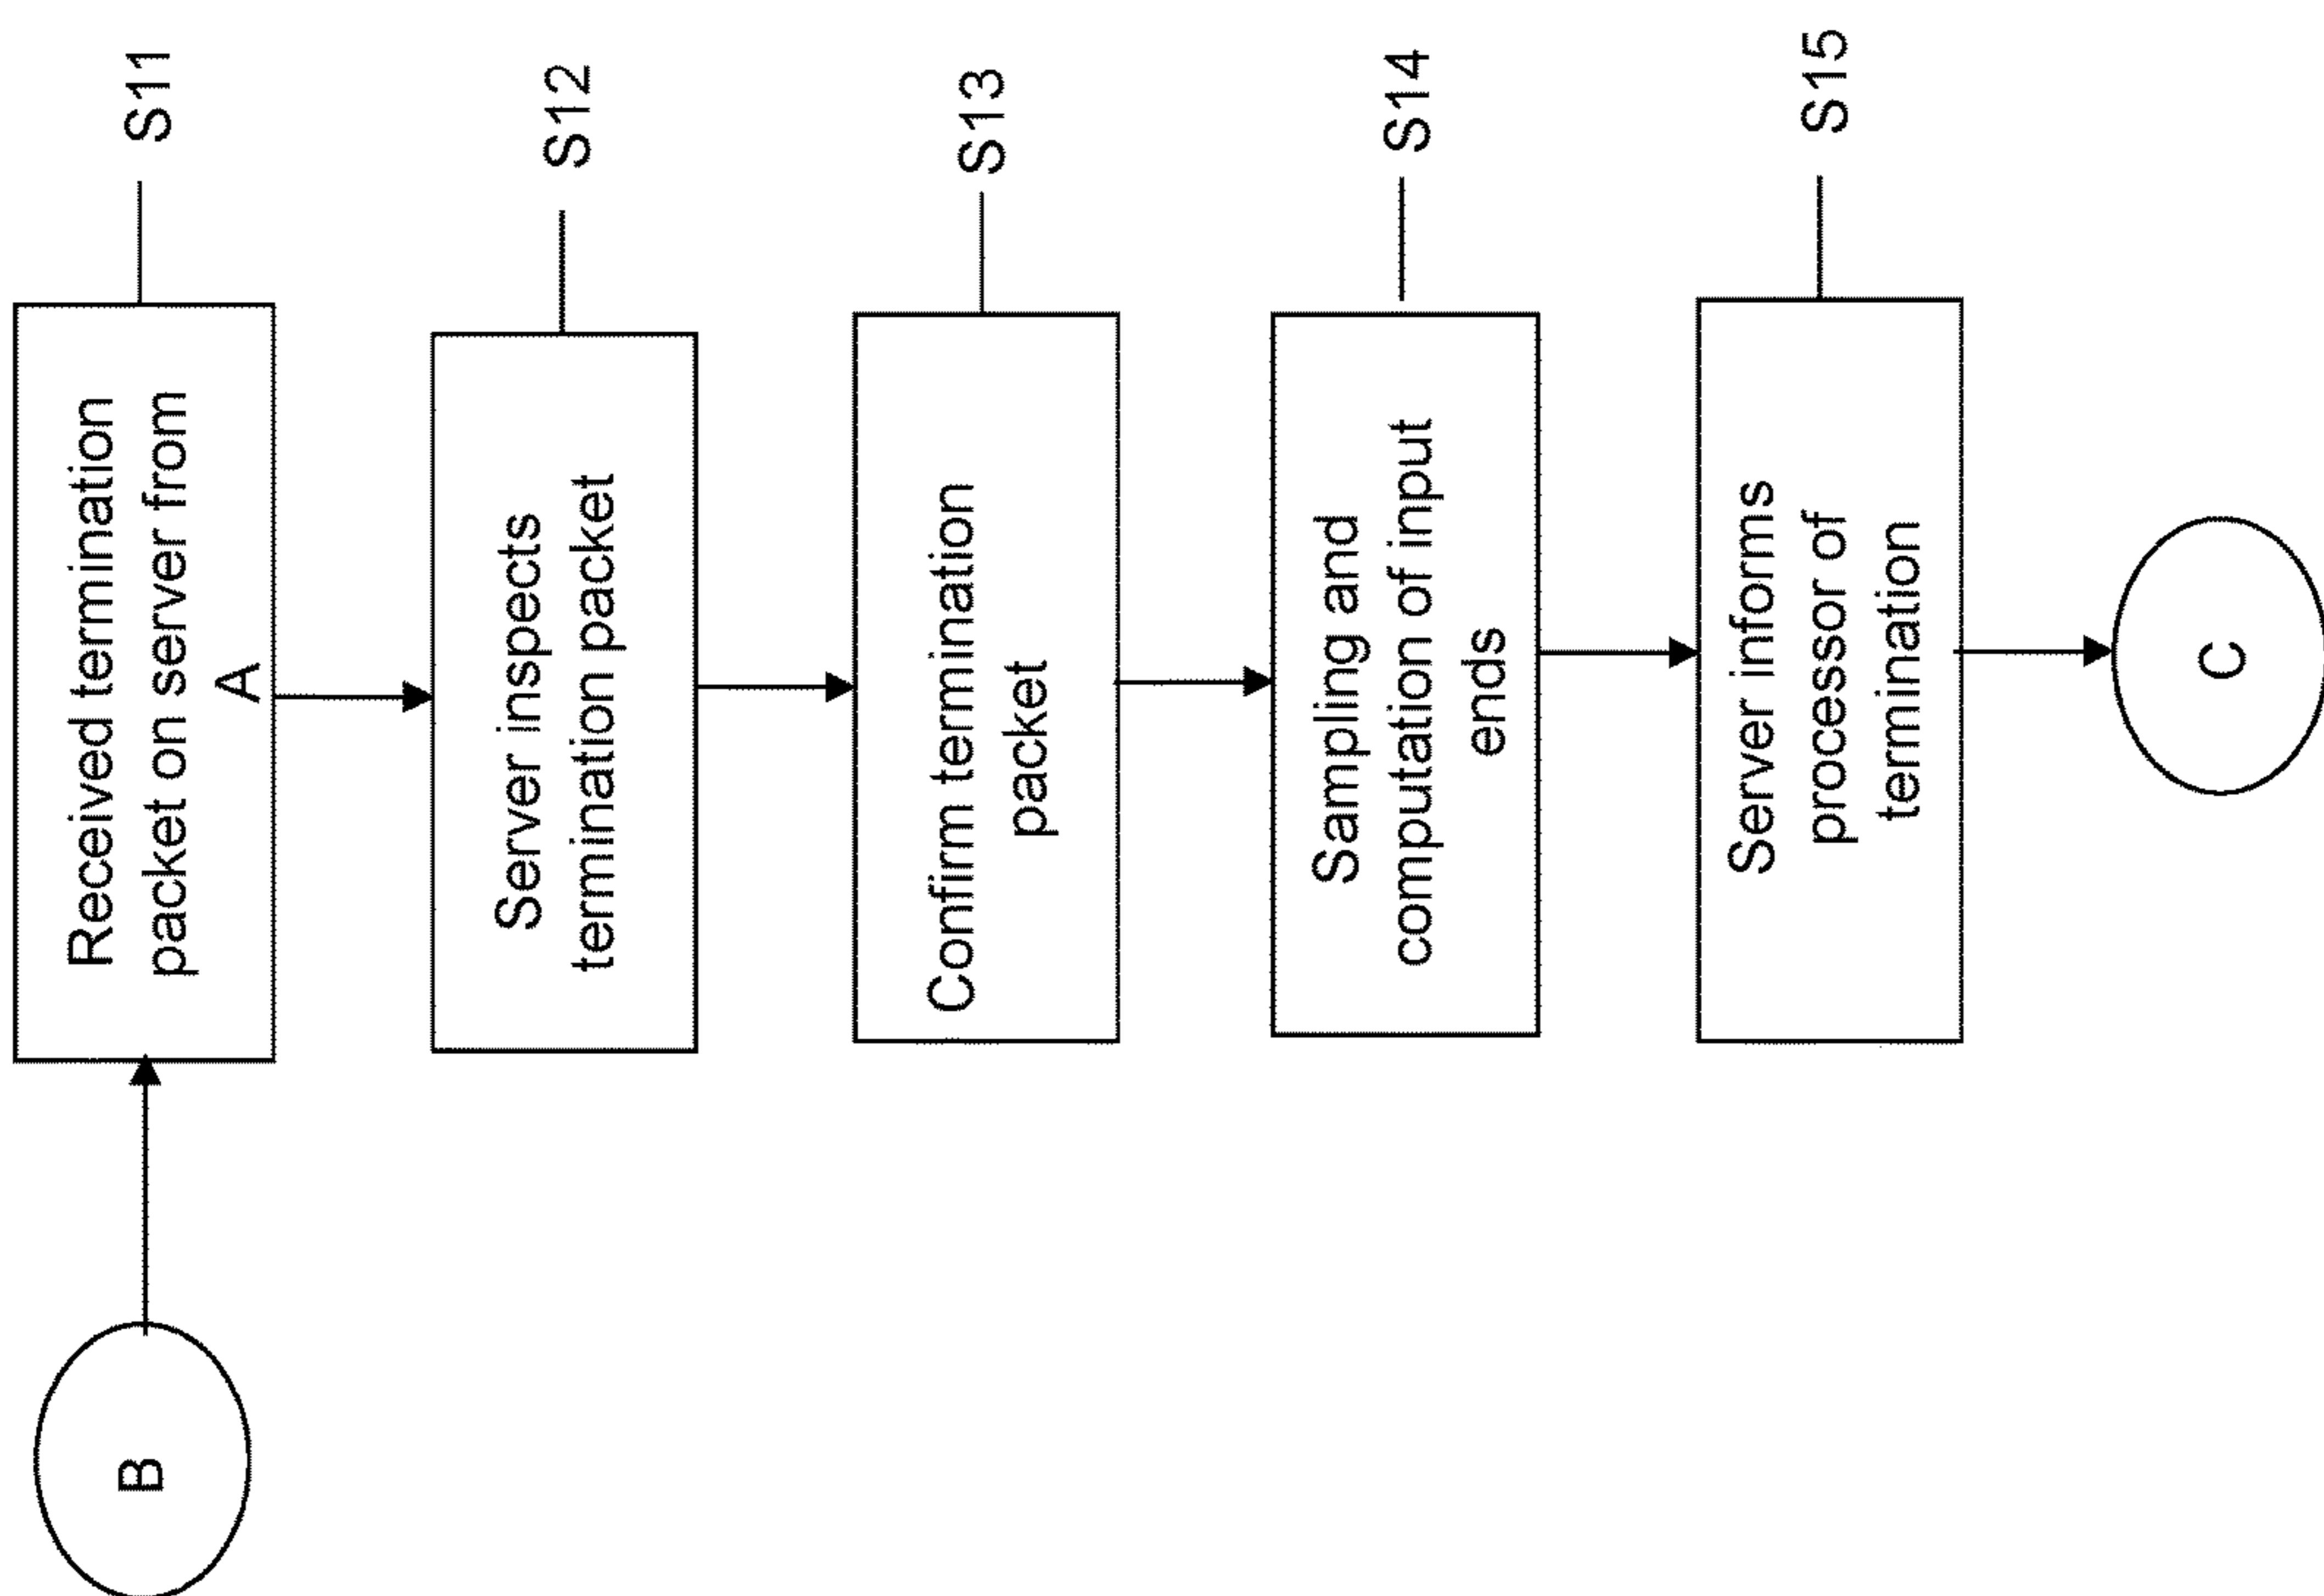 B
Received termination
packet on server from
A
S11
Server inspects
termination packet
S12
Confirm termination
packet
S13
Sampling and
computation of input
ends
S14
Server informs
processor of
termination
S15
C